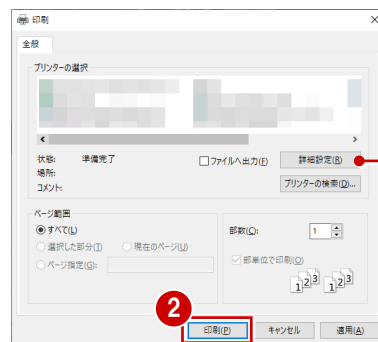 印刷
全般
プリンターの選択
状態: 準備完了
場所:
コメント:
ファイルへ出力(F)
詳細設定(R)
プリンターの検索(D)...
ページ範囲
すべて(L)
選択した部分(T) 現在のページ(U)
ページ指定(G):
部数(C): 1
部単位で印刷(O)
1 2 3 1 2 3
2
印刷(P) キャンセル 適用(A)